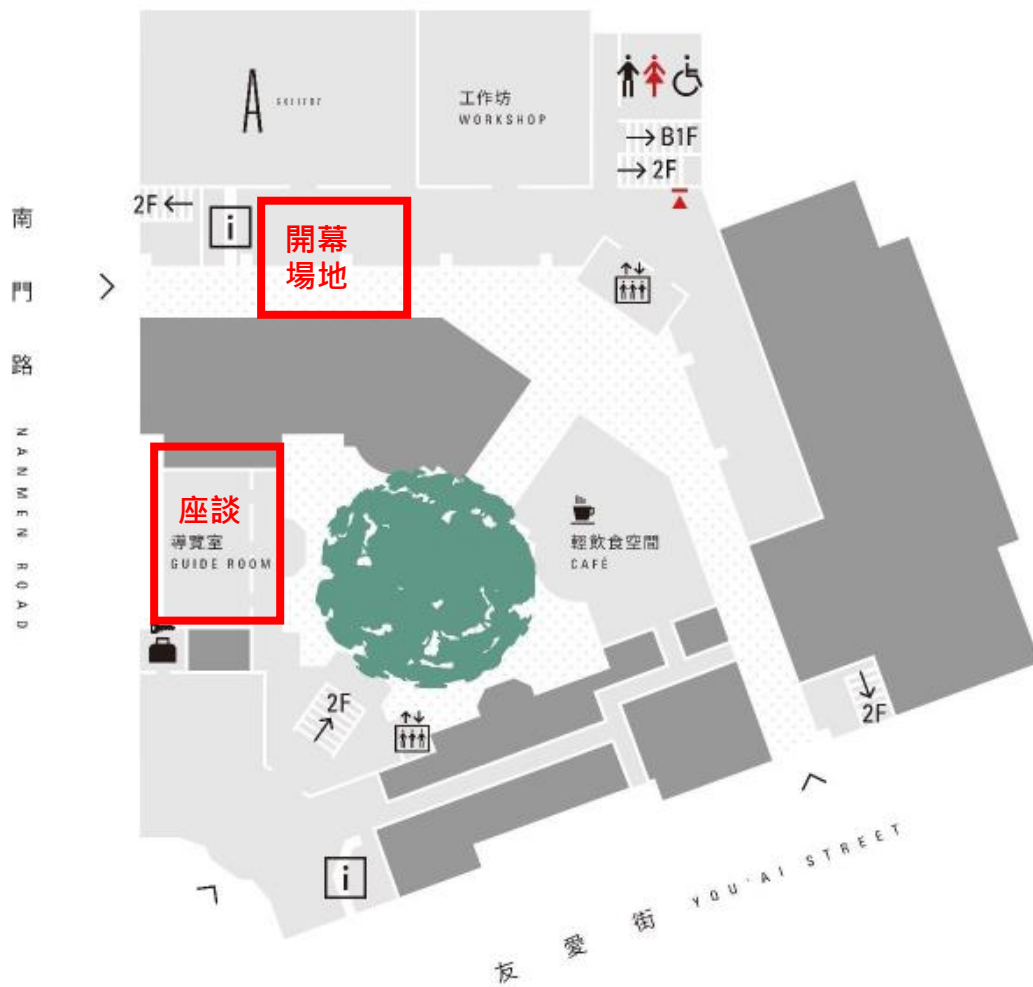 A
工作坊
WORKSHOP
→B1F
→2F
2F←
i
開幕
場地
南門路
NANMEN ROAD
座談
導覽室
GUIDE ROOM
輕飲食空間
CAFÉ
2F
2F
i
友愛街 YOU'AI STREET